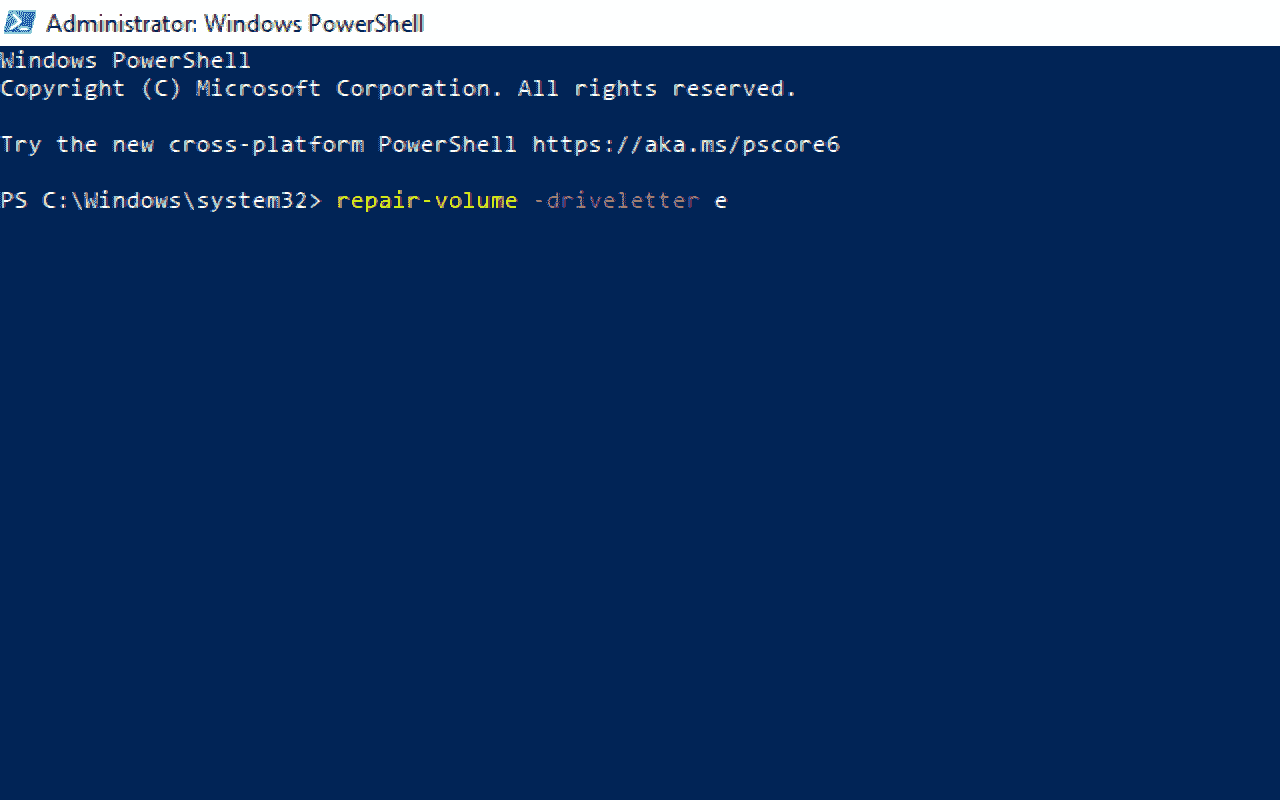 Administrator: Windows PowerShell
Windows PowerShell
Copyright (C) Microsoft Corporation. All rights reserved.
Try the new cross-platform PowerShell https://aka.ms/pscore6
PS C:\Windows\system32> repair-volume -driveletter e